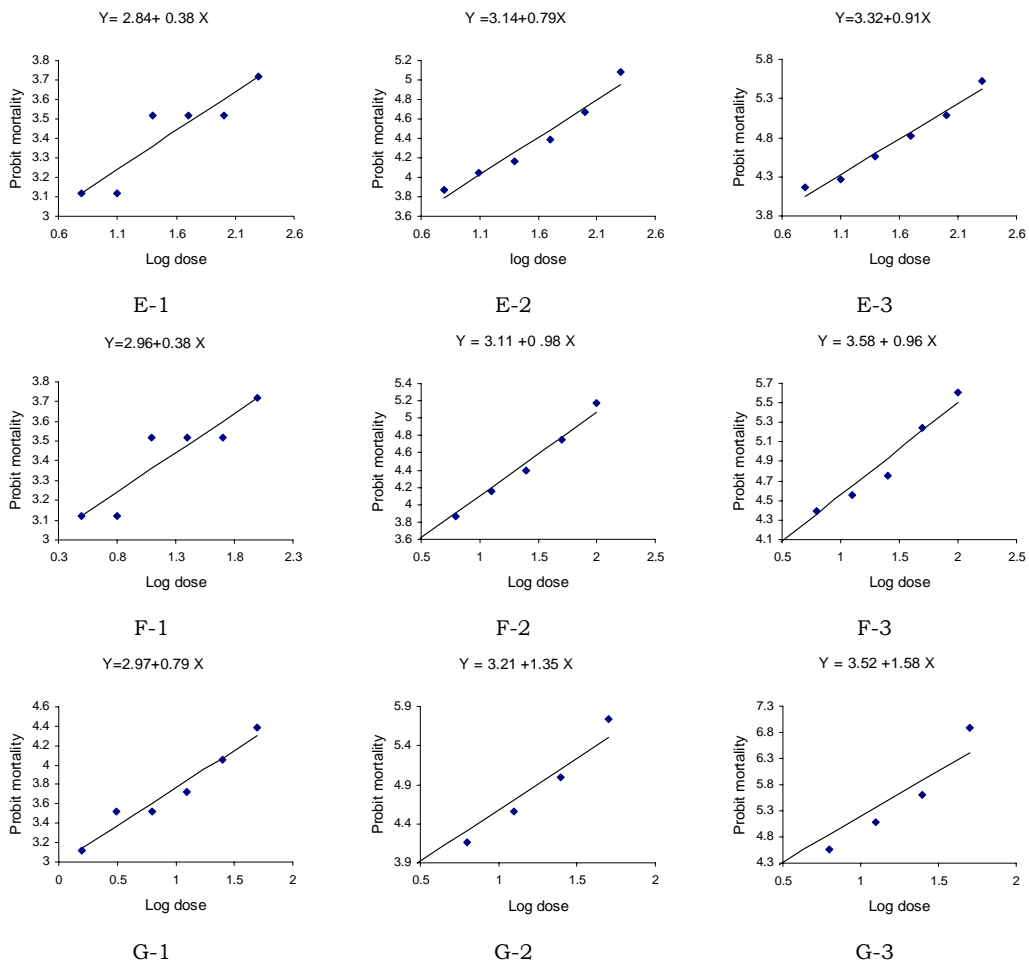 Y= 2.84+ 0.38 X
Probit mortality
3.8
3.7
3.6
3.5
3.4
3.3
3.2
3.1
3
0.6 1.1 1.6 2.1 2.6
Log dose
E-1
Y =3.14+0.79X
Probit mortality
5.2
5
4.8
4.6
4.4
4.2
4
3.8
3.6
0.6 1.1 1.6 2.1 2.6
log dose
E-2
Y=3.32+0.91X
Probit mortality
5.8
5.3
4.8
4.3
3.8
0.6 1.1 1.6 2.1 2.6
Log dose
E-3
Y=2.96+0.38 X
Probit mortality
3.8
3.7
3.6
3.5
3.4
3.3
3.2
3.1
3
0.3 0.8 1.3 1.8 2.3
Log dose
F-1
Y = 3.11 +0 .98 X
Probit mortality
5.4
5.2
5
4.8
4.6
4.4
4.2
4
3.8
3.6
0.5 1 1.5 2 2.5
Log dose
F-2
Y = 3.58 + 0.96 X
Probit mortality
5.7
5.5
5.3
5.1
4.9
4.7
4.5
4.3
4.1
0.5 1 1.5 2 2.5
Log dose
F-3
Y=2.97+0.79 X
Probit mortality
4.6
4.4
4.2
4
3.8
3.6
3.4
3.2
3
0 0.5 1 1.5 2
Log dose
G-1
Y = 3.21 +1.35 X
Probit mortality
5.9
5.4
4.9
4.4
3.9
0.5 1 1.5 2
Log dose
G-2
Y = 3.52 +1.58 X
Probit mortality
7.3
6.8
6.3
5.8
5.3
4.8
4.3
0.5 1 1.5 2
Log dose
G-3